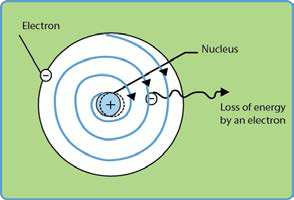 Electron
Nucleus
−
+
−
Loss of energy
by an electron